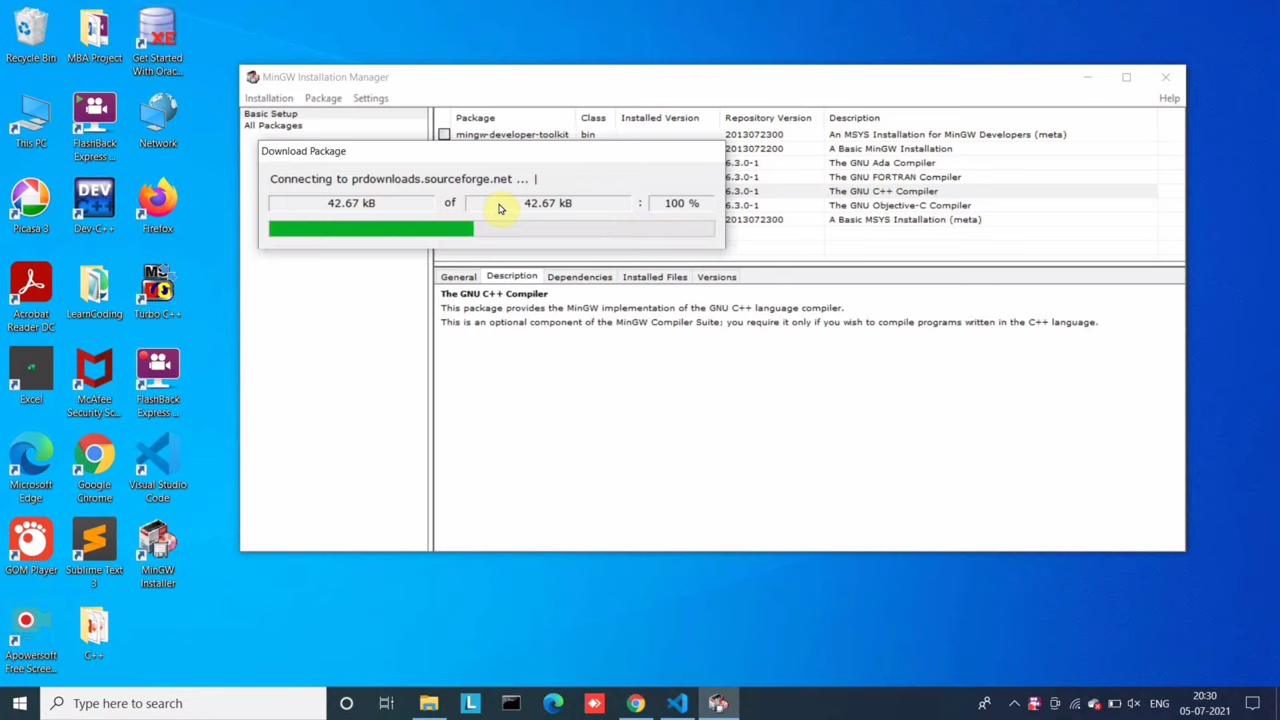 Recycle Bin
MBA Project
Get Started
With Orac...
This PC
FlashBack
Express ...
Network
Picasa 3
Dev-C++
Firefox
Acrobat
Reader DC
LearnCoding
Turbo C++
Excel
McAfee
Security Sc...
FlashBack
Express ...
Microsoft
Edge
Google
Chrome
Visual Studio
Code
GOM Player
Sublime Text
3
MinGW
Installer
Apowersoft
Free Scree...
C++
MinGW Installation Manager
Installation Package Settings Help
Basic Setup
All Packages
Package Class Installed Version Repository Version Description
mingw-developer-toolkit bin 2013072300 An MSYS Installation for MinGW Developers (meta)
2013072200 A Basic MinGW Installation
6.3.0-1 The GNU Ada Compiler
6.3.0-1 The GNU FORTRAN Compiler
6.3.0-1 The GNU C++ Compiler
6.3.0-1 The GNU Objective-C Compiler
2013072300 A Basic MSYS Installation (meta)
Download Package
Connecting to prdownloads.sourceforge.net ... |
42.67 kB of 42.67 kB : 100 %
General Description Dependencies Installed Files Versions
The GNU C++ Compiler
This package provides the MinGW implementation of the GNU C++ language compiler.
This is an optional component of the MinGW Compiler Suite; you require it only if you wish to compile programs written in the C++ language.
Type here to search
L
ENG
20:30
05-07-2021